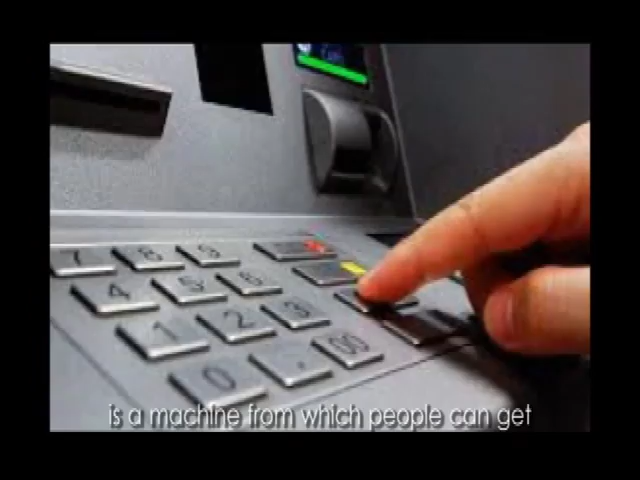 7 8 9
4 5 6
1 2 3
0 . 00
is a machine from which people can get